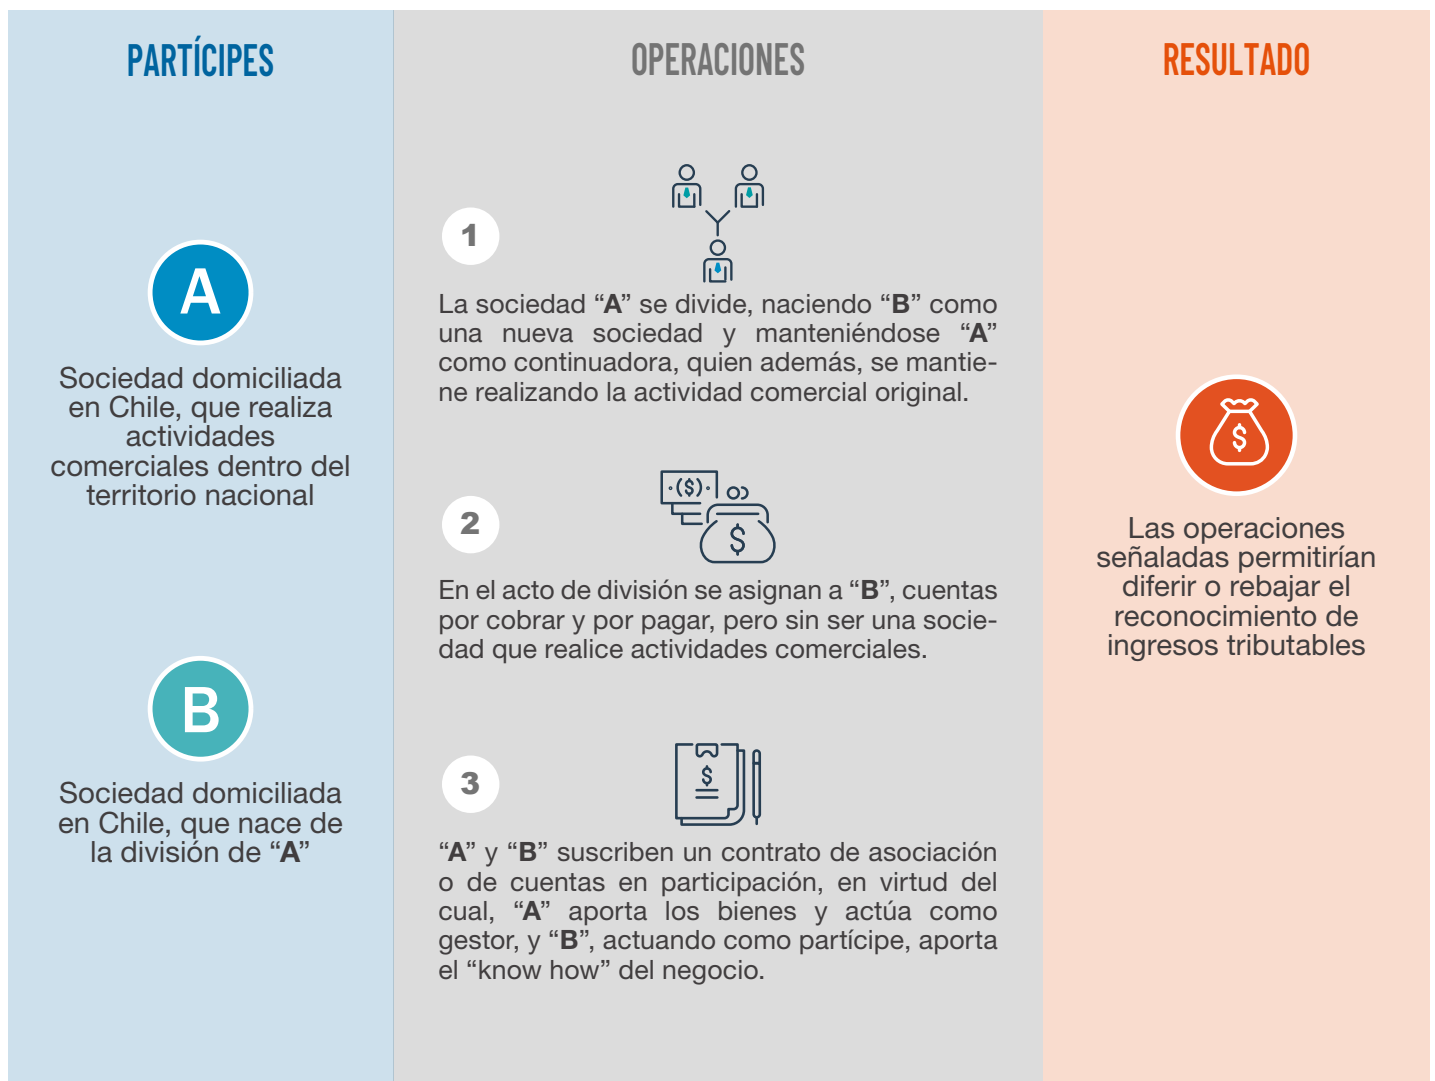 PARTÍCIPES
A
Sociedad domiciliada
en Chile, que realiza
actividades
comerciales dentro del
territorio nacional
B
Sociedad domiciliada
en Chile, que nace de
la división de “A”
OPERACIONES
1
La sociedad “A” se divide, naciendo “B” como
una nueva sociedad y manteniéndose “A”
como continuadora, quien además, se mantie-
ne realizando la actividad comercial original.
($)
$
2
En el acto de división se asignan a “B”, cuentas
por cobrar y por pagar, pero sin ser una socie-
dad que realice actividades comerciales.
$
3
“A” y “B” suscriben un contrato de asociación
o de cuentas en participación, en virtud del
cual, “A” aporta los bienes y actúa como
gestor, y “B”, actuando como partícipe, aporta
el “know how” del negocio.
RESULTADO
$
Las operaciones
señaladas permitirían
diferir o rebajar el
reconocimiento de
ingresos tributables